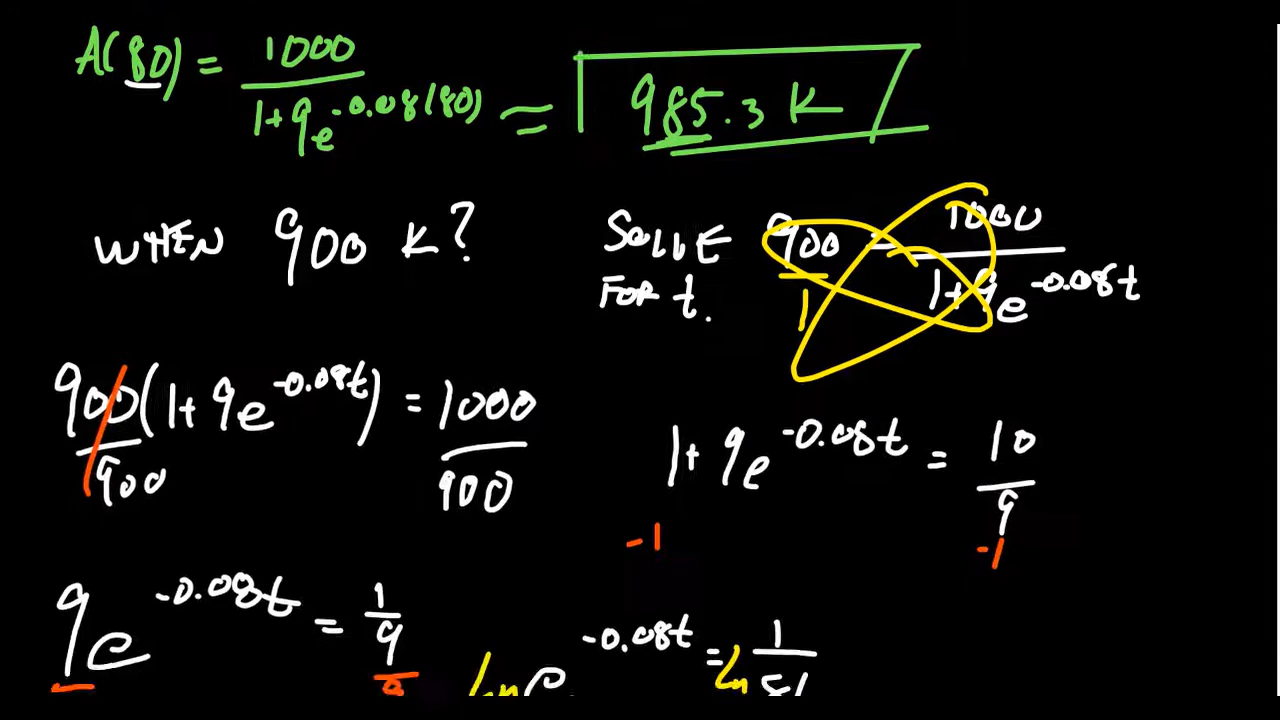 A(80) = 1000 / 1+9e^-0.08(80) ≈ 985.3 K
WHEN 900 K?
SOLVE FOR t. 900 / 1 = 1000 / 1+9e^-0.08t
900(1+9e^-0.08t) / 900 = 1000 / 900
1+9e^-0.08t = 10 / 9
-1 -1
9e^-0.08t = 1 / 9
ln e^-0.08t = ln 1 / 81